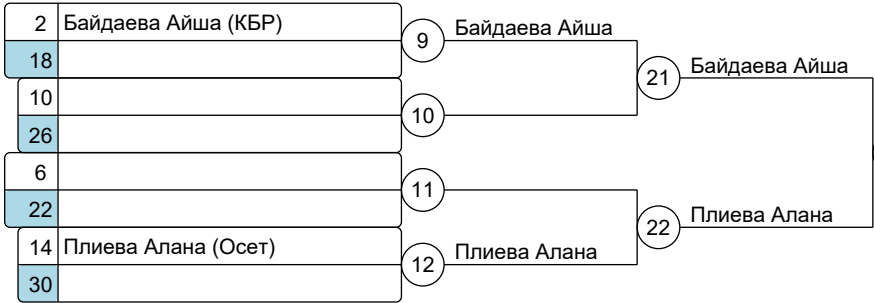 2 Байдаева Айша (КБР)
18
9 Байдаева Айша
10
26
10
21 Байдаева Айша
6
22
11
14 Плиева Алана (Осет)
30
12 Плиева Алана
22 Плиева Алана